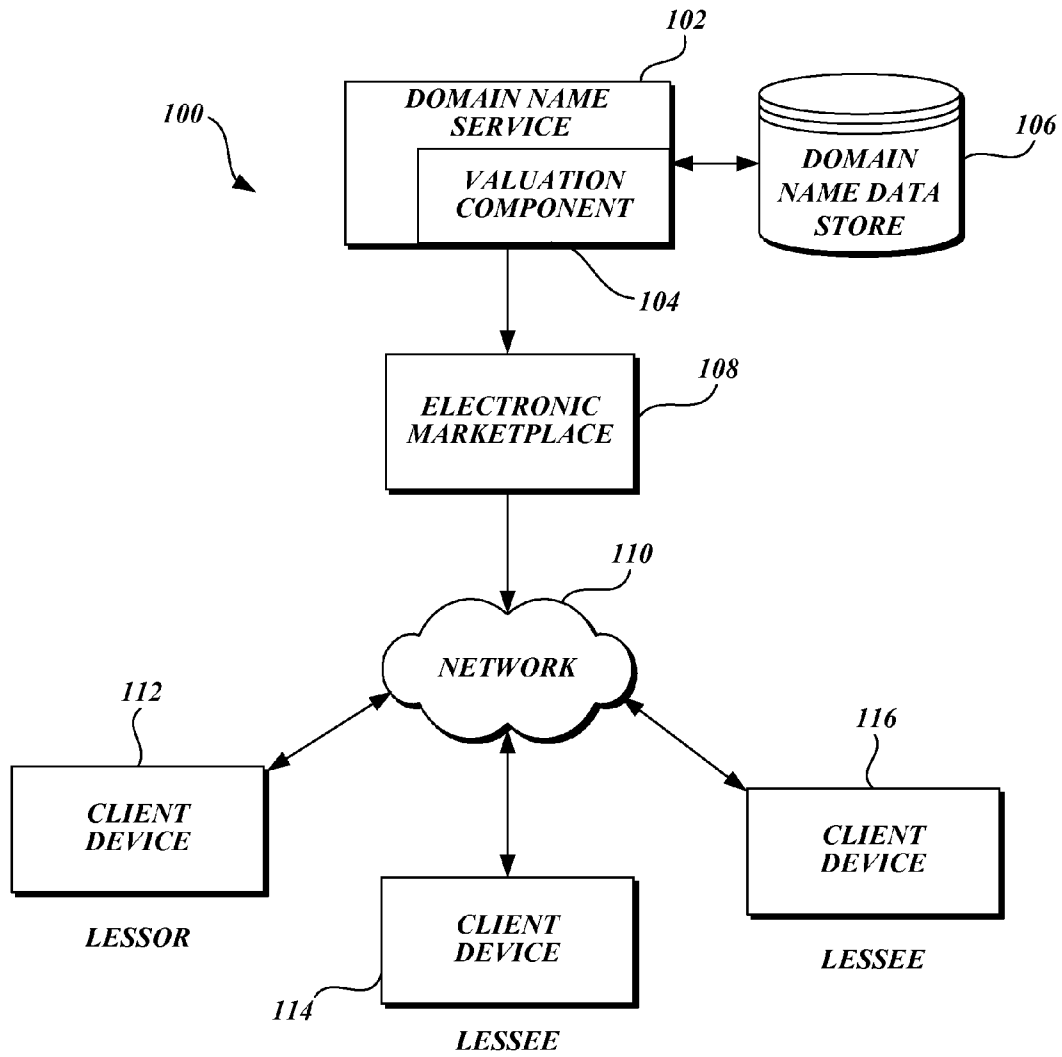 102
100
DOMAIN NAME
SERVICE
106
VALUATION
COMPONENT
DOMAIN
NAME DATA
STORE
104
108
ELECTRONIC
MARKETPLACE
110
NETWORK
112
116
CLIENT
DEVICE
CLIENT
DEVICE
LESSOR
CLIENT
DEVICE
LESSEE
114
LESSEE